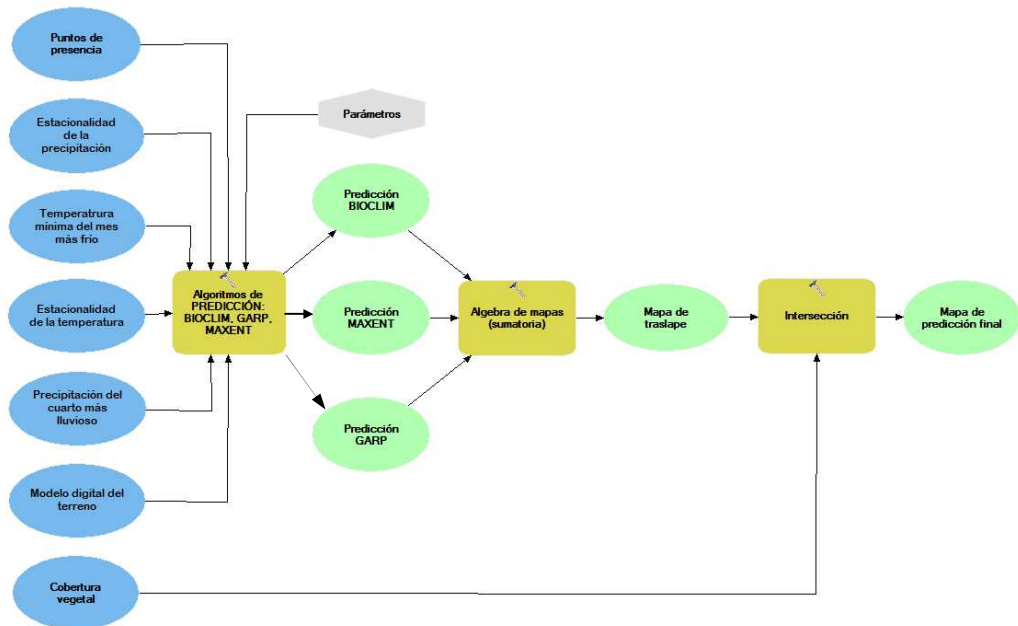 Puntos de
presencia
Estacionalidad
de la
precipitación
Temperatrura
mínima del mes
más frío
Estacionalidad
de la temperatura
Precipitación del
cuarto más
lluvioso
Modelo digital del
terreno
Cobertura
vegetal
Parámetros
Algoritmos de
PREDICCIÓN:
BIOCLIM, GARP,
MAXENT
Predicción
BIOCLIM
Predicción
MAXENT
Predicción
GARP
Algebra de mapas
(sumatoria)
Mapa de
traslape
Intersección
Mapa de
predicción final